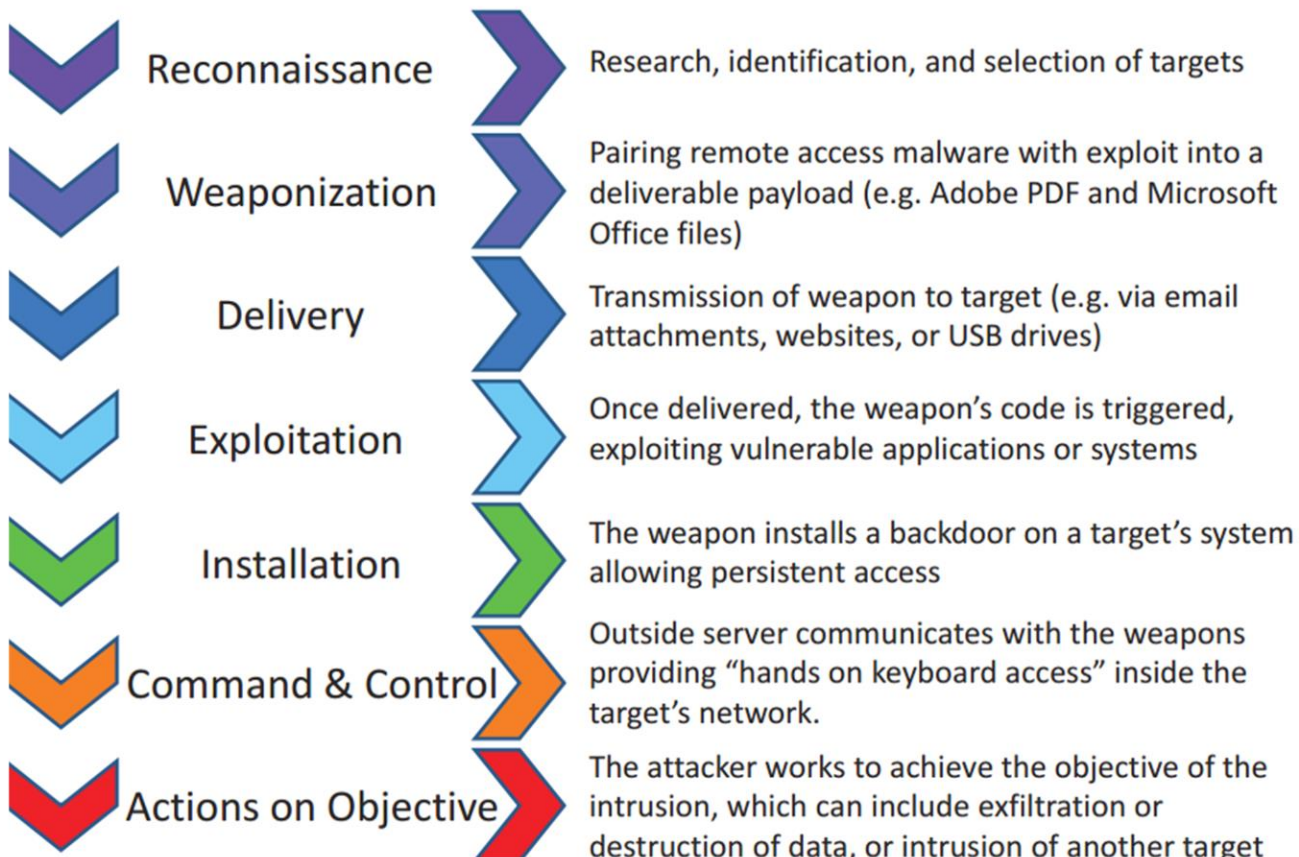 Reconnaissance
Research, identification, and selection of targets
Weaponization
Pairing remote access malware with exploit into a
deliverable payload (e.g. Adobe PDF and Microsoft
Office files)
Delivery
Transmission of weapon to target (e.g. via email
attachments, websites, or USB drives)
Exploitation
Once delivered, the weapon’s code is triggered,
exploiting vulnerable applications or systems
Installation
The weapon installs a backdoor on a target’s system
allowing persistent access
Command & Control
Outside server communicates with the weapons
providing “hands on keyboard access” inside the
target’s network.
Actions on Objective
The attacker works to achieve the objective of the
intrusion, which can include exfiltration or
destruction of data, or intrusion of another target